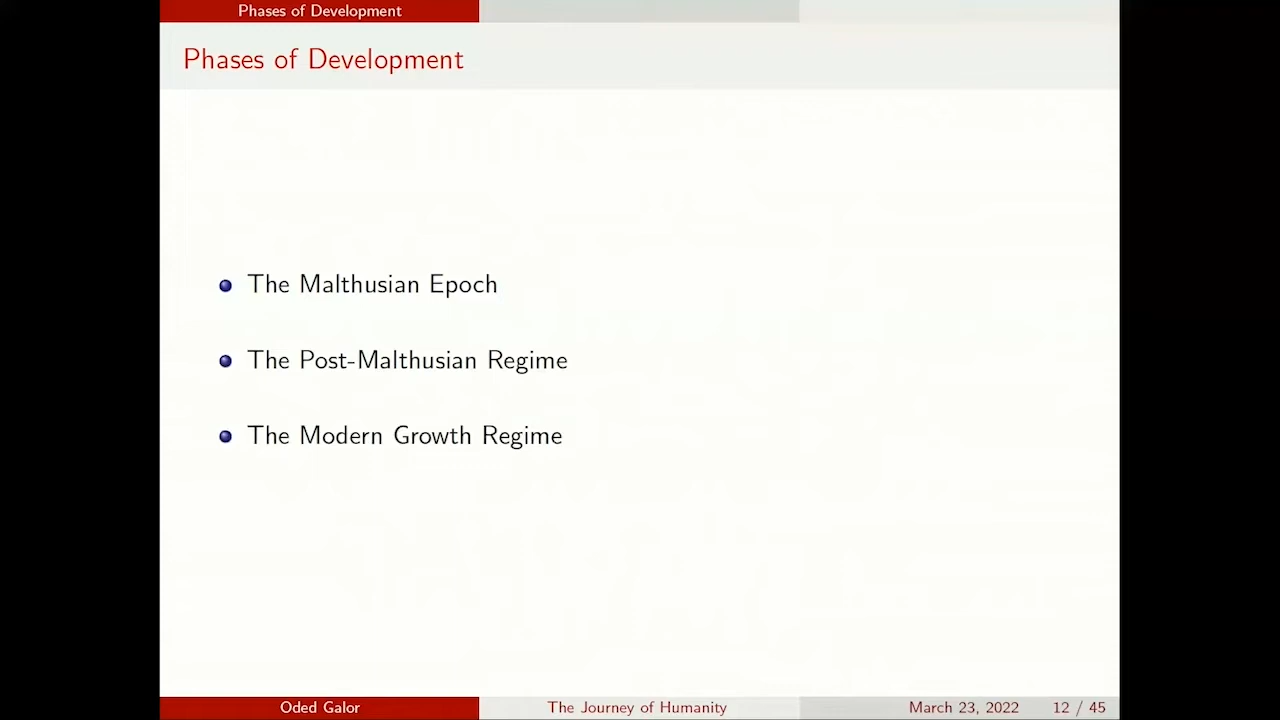 Phases of Development
Phases of Development
The Malthusian Epoch
The Post-Malthusian Regime
The Modern Growth Regime
Oded Galor
The Journey of Humanity
March 23, 2022
12 / 45